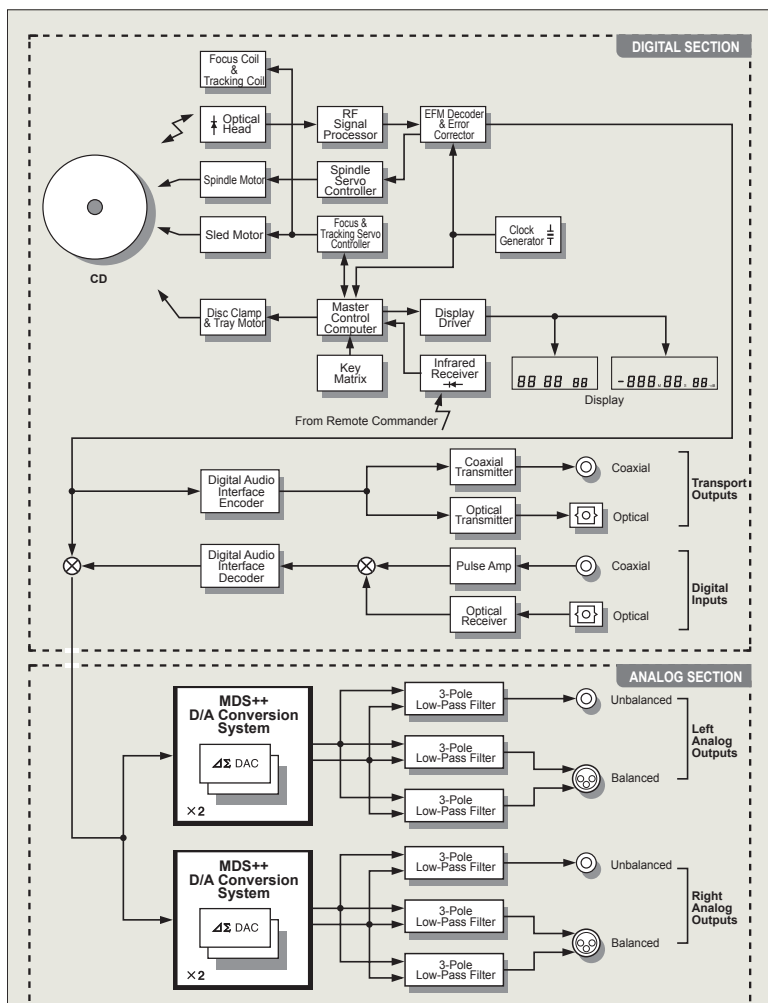 DIGITAL SECTION
Focus Coil
&
Tracking Coil
Optical
Head
RF
Signal
Processor
EFM Decoder
& Error
Corrector
Spindle Motor
Spindle
Servo
Controller
Sled Motor
Focus &
Tracking Servo
Controller
Clock
Generator
CD
Disc Clamp
& Tray Motor
Master
Control
Computer
Display
Driver
Key
Matrix
Infrared
Receiver
88 88 88
-888 88 88
Display
From Remote Commander
Digital Audio
Interface
Encoder
Coaxial
Transmitter
Coaxial
Optical
Transmitter
Optical
Transport
Outputs
Digital Audio
Interface
Decoder
Pulse Amp
Coaxial
Optical
Receiver
Optical
Digital
Inputs
ANALOG SECTION
MDS++
D/A Conversion
System
ΔΣ DAC
×2
3-Pole
Low-Pass Filter
Unbalanced
3-Pole
Low-Pass Filter
Balanced
3-Pole
Low-Pass Filter
Left
Analog
Outputs
MDS++
D/A Conversion
System
ΔΣ DAC
×2
3-Pole
Low-Pass Filter
Unbalanced
3-Pole
Low-Pass Filter
Balanced
3-Pole
Low-Pass Filter
Right
Analog
Outputs